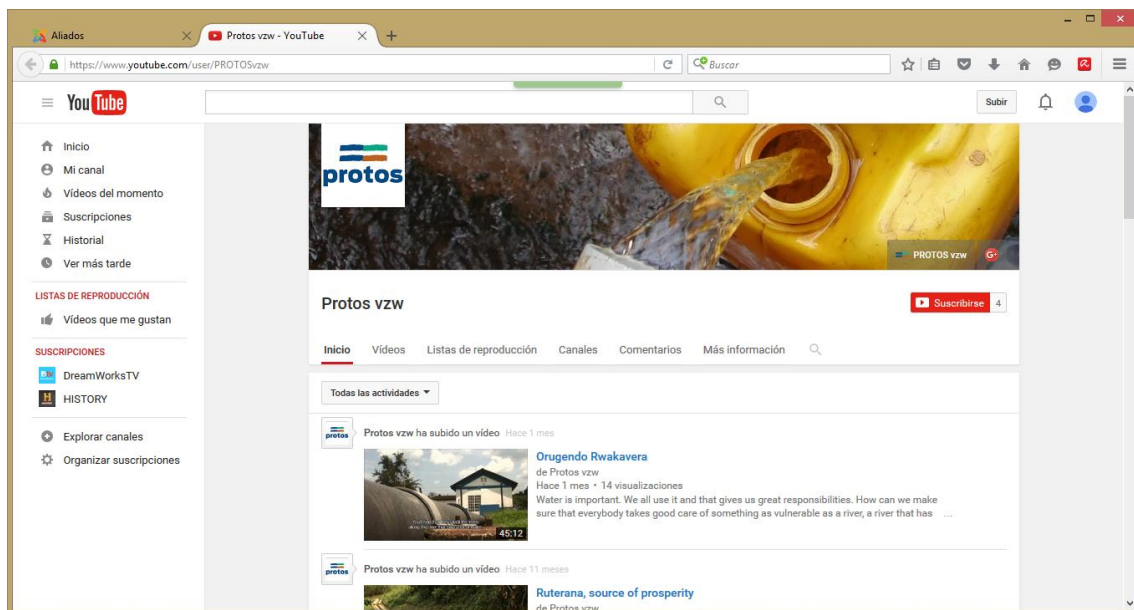 Aliados
Protos vzw - YouTube
https://www.youtube.com/user/PROTOSvzw
Buscar
YouTube
Subir
Inicio
Mi canal
Vídeos del momento
Suscripciones
Historial
Ver más tarde
LISTAS DE REPRODUCCIÓN
Vídeos que me gustan
SUSCRIPCIONES
DreamWorksTV
HISTORY
Explorar canales
Organizar suscripciones
protos
PROTOS vzw
Protos vzw
Suscribirse 4
Inicio Vídeos Listas de reproducción Canales Comentarios Más información
Todas las actividades
protos
Protos vzw ha subido un vídeo Hace 1 mes
Orugendo Rwakavera
de Protos vzw
Hace 1 mes • 14 visualizaciones
Water is important. We all use it and that gives us great responsibilities. How can we make
sure that everybody takes good care of something as vulnerable as a river, a river that has ...
45:12
protos
Protos vzw ha subido un vídeo Hace 11 meses
Ruterana, source of prosperity
de Protos vzw